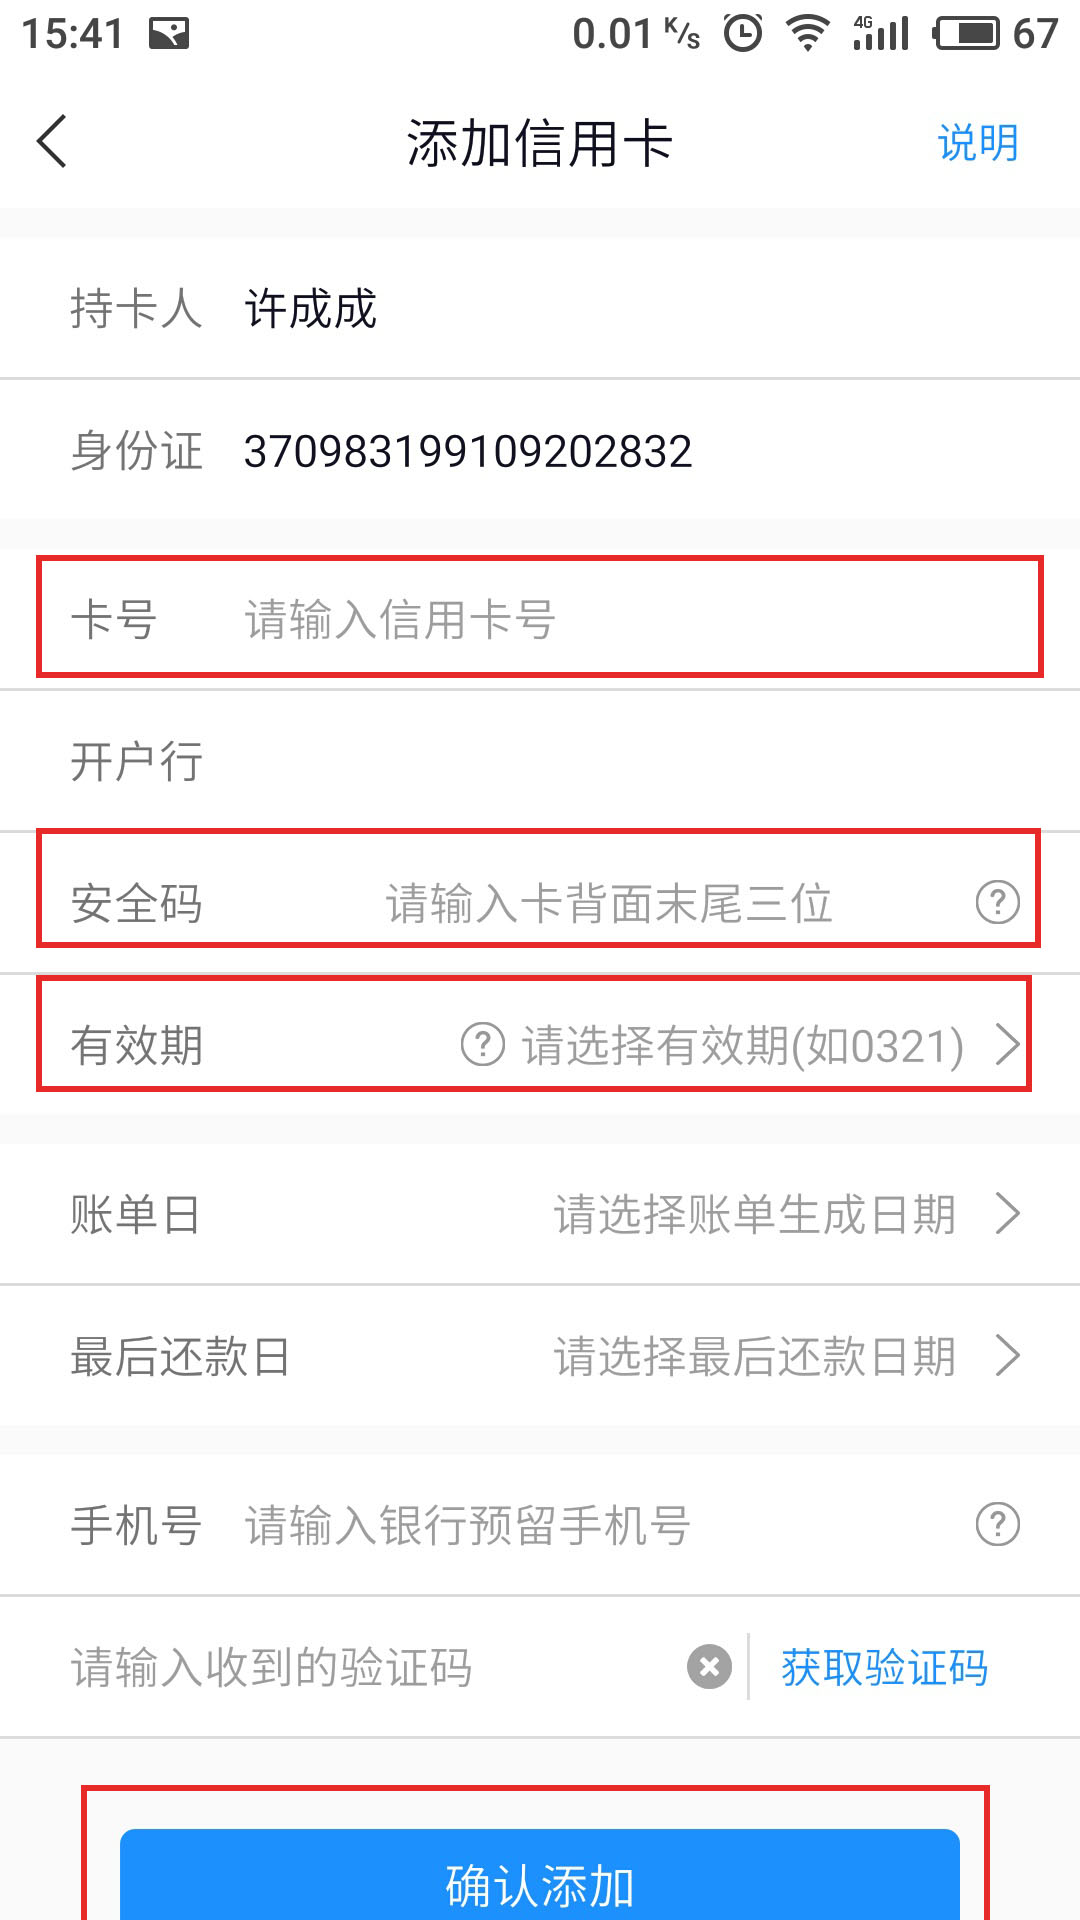 15:41 0.01 K/s 4G 67
添加信用卡 说明
持卡人 许成成
身份证 370983199109202832
卡号 请输入信用卡号
开户行
安全码 请输入卡背面末尾三位 ?
有效期 ? 请选择有效期(如0321)
账单日 请选择账单生成日期
最后还款日 请选择最后还款日期
手机号 请输入银行预留手机号 ?
请输入收到的验证码 获取验证码
确认添加